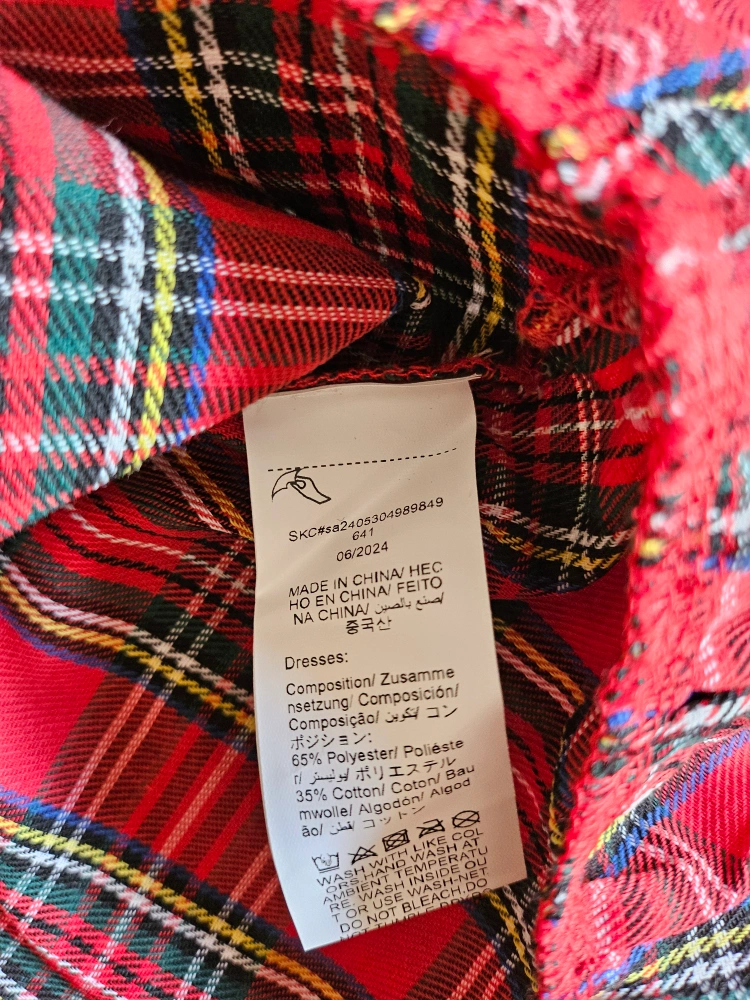 SKC#sa2405304989849
641
06/2024
MADE IN CHINA/ HEC
HO EN CHINA/ FEITO
NA CHINA/ صنع بالصين/
중국산
Dresses:
Composition/ Zusamme
nsetzung/ Composición/
Composição/ تكوين/ コン
ポジション:
65% Polyester/ Polieste
r/ بوليستر/ ポリエステル
35% Cotton/ Coton/ Bau
mwolle/ Algodón/ Algod
ão/ قطن/ コットン
WASH WITH LIKE COL
ORS.HAND WASH AT
AMBIENT TEMPERATU
RE. WASH INSIDE OU
T OR USE WASH-NET.
DO NOT BLEACH.DO
NOT TUMBLE DRY